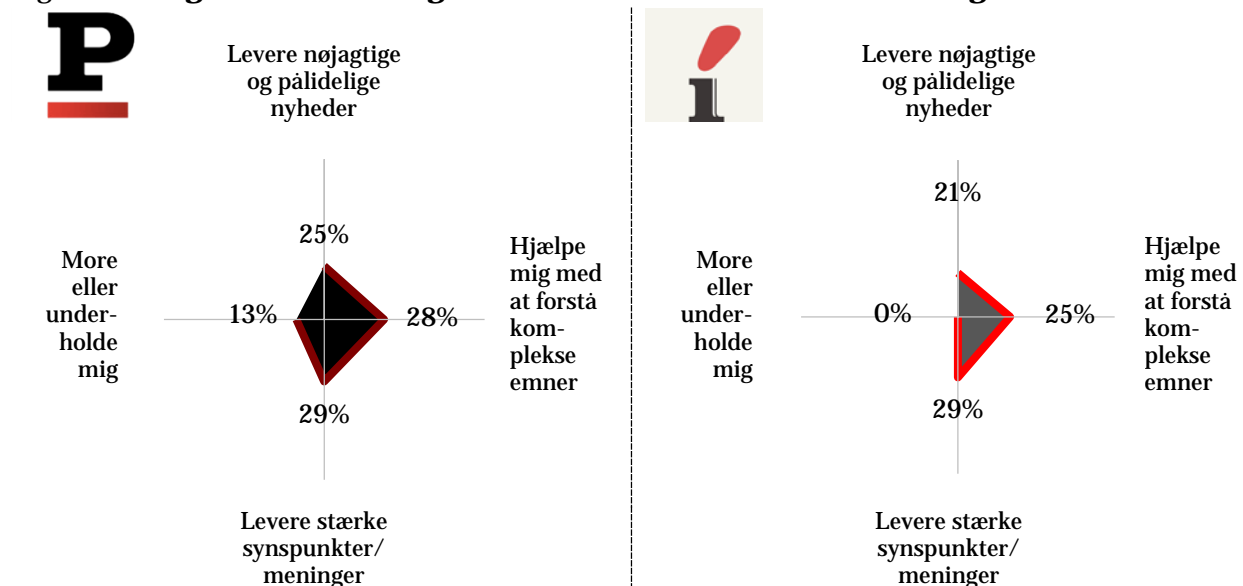 P
Levere nøjagtige
og pålidelige
nyheder
25%
More
eller
under-
holde
mig
13%
28%
Hjælpe
mig med
at forstå
kom-
plekse
emner
29%
Levere stærke
synspunkter/
meninger
í
Levere nøjagtige
og pålidelige
nyheder
21%
More
eller
under-
holde
mig
0%
25%
Hjælpe
mig med
at forstå
kom-
plekse
emner
29%
Levere stærke
synspunkter/
meninger